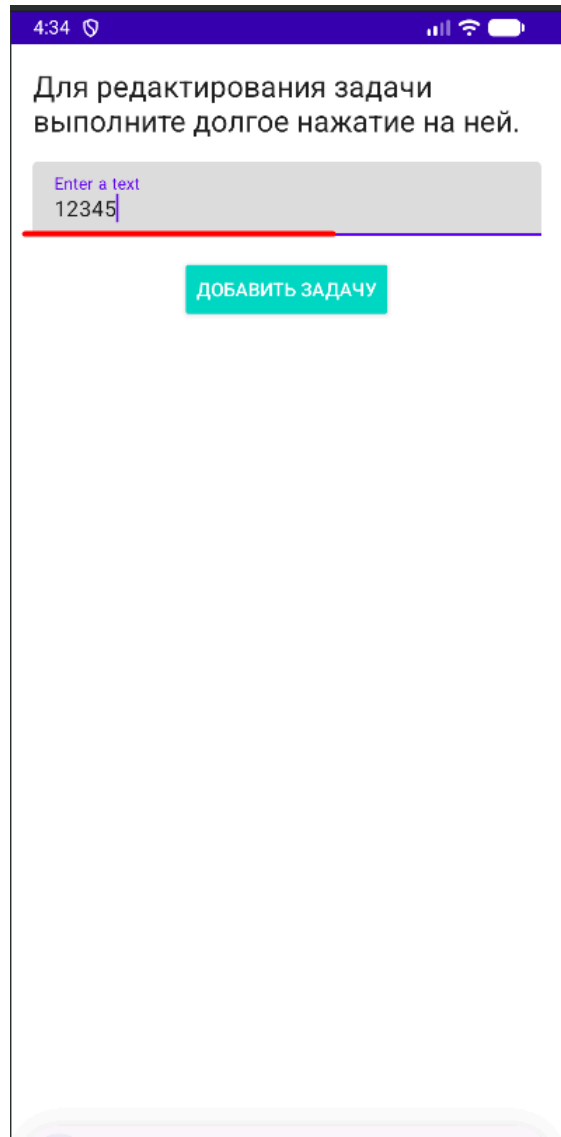 4:34
Для редактирования задачи
выполните долгое нажатие на ней.
Enter a text
12345
ДОБАВИТЬ ЗАДАЧУ